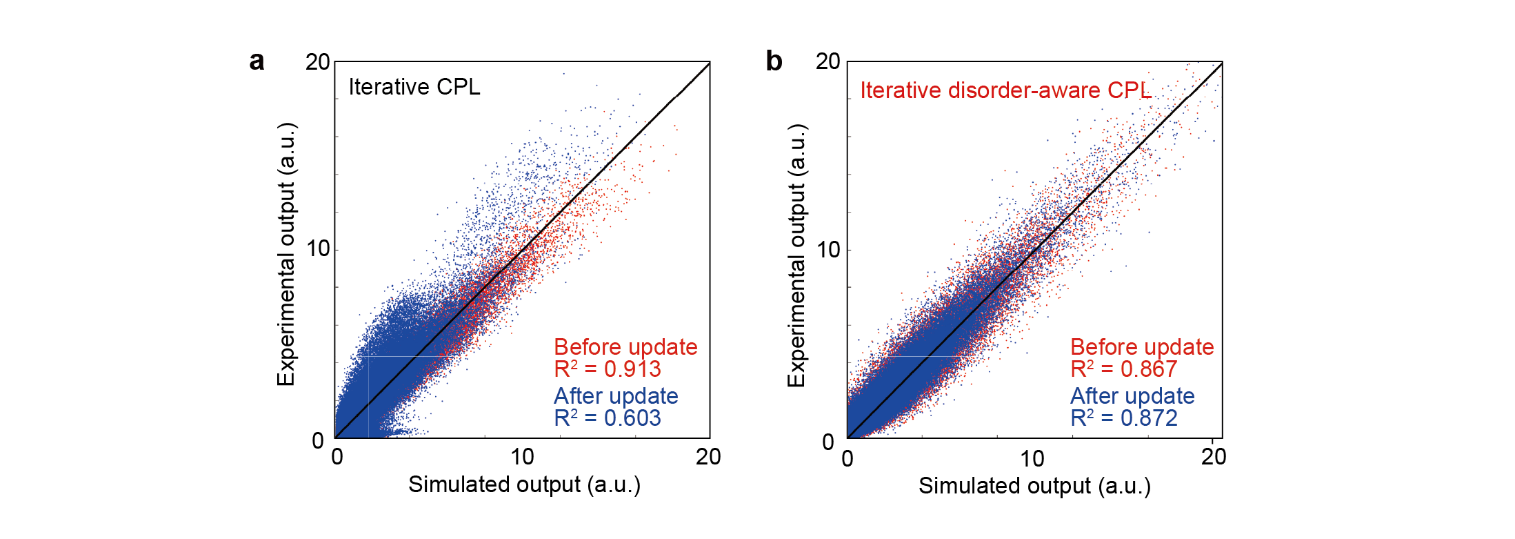 a
Iterative CPL
Experimental output (a.u.)
20
10
0
Before update
R² = 0.913
After update
R² = 0.603
0 10 20
Simulated output (a.u.)
b
Iterative disorder-aware CPL
Experimental output (a.u.)
20
10
0
Before update
R² = 0.867
After update
R² = 0.872
0 10 20
Simulated output (a.u.)